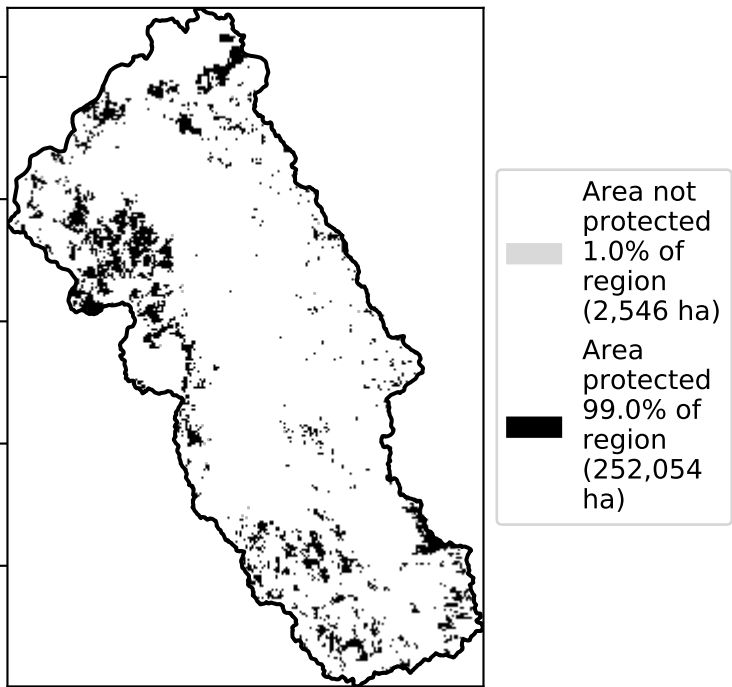 Area not
protected
1.0% of
region
(2,546 ha)
Area
protected
99.0% of
region
(252,054
ha)